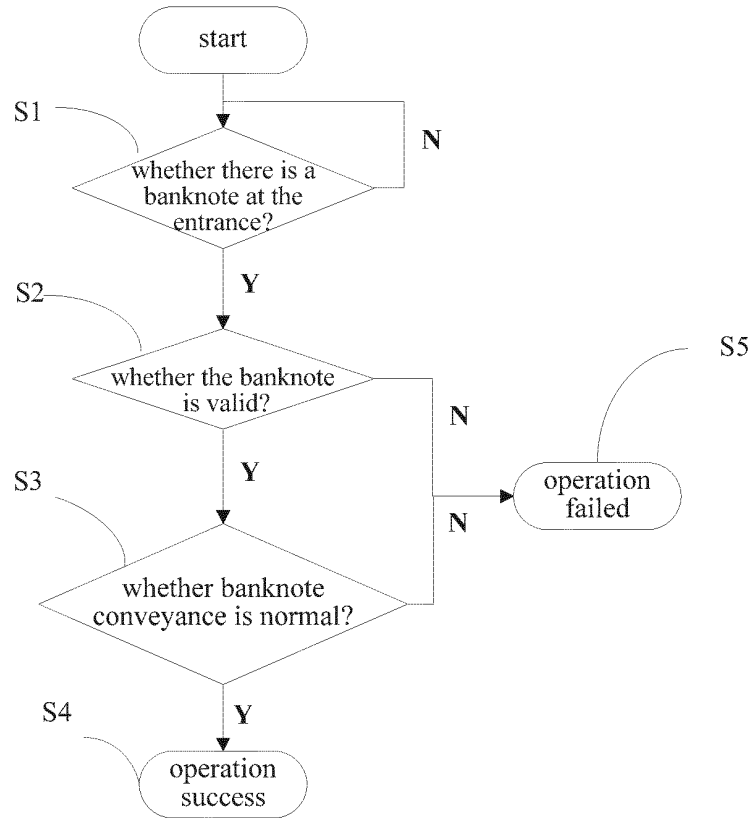 start
S1
N
whether there is a
banknote at the
entrance?
Y
S2
S5
whether the banknote
is valid?
N
Y
S3
operation
failed
N
whether banknote
conveyance is normal?
S4
Y
operation
success